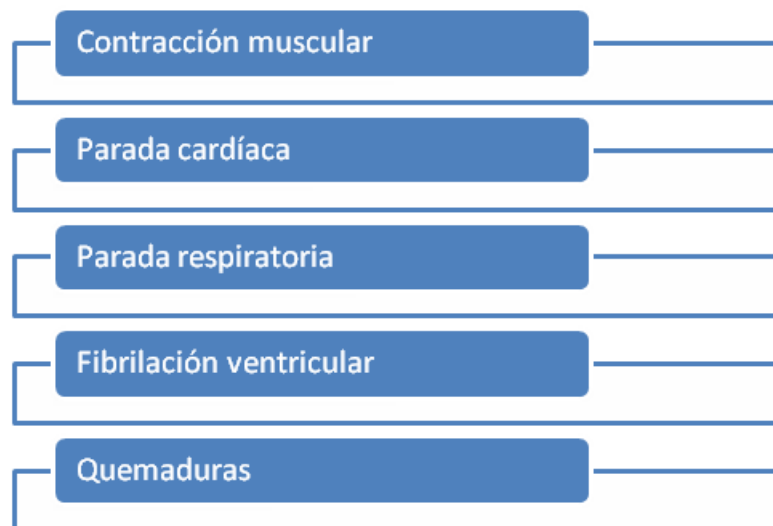 Contracción muscular
Parada cardíaca
Parada respiratoria
Fibrilación ventricular
Quemaduras